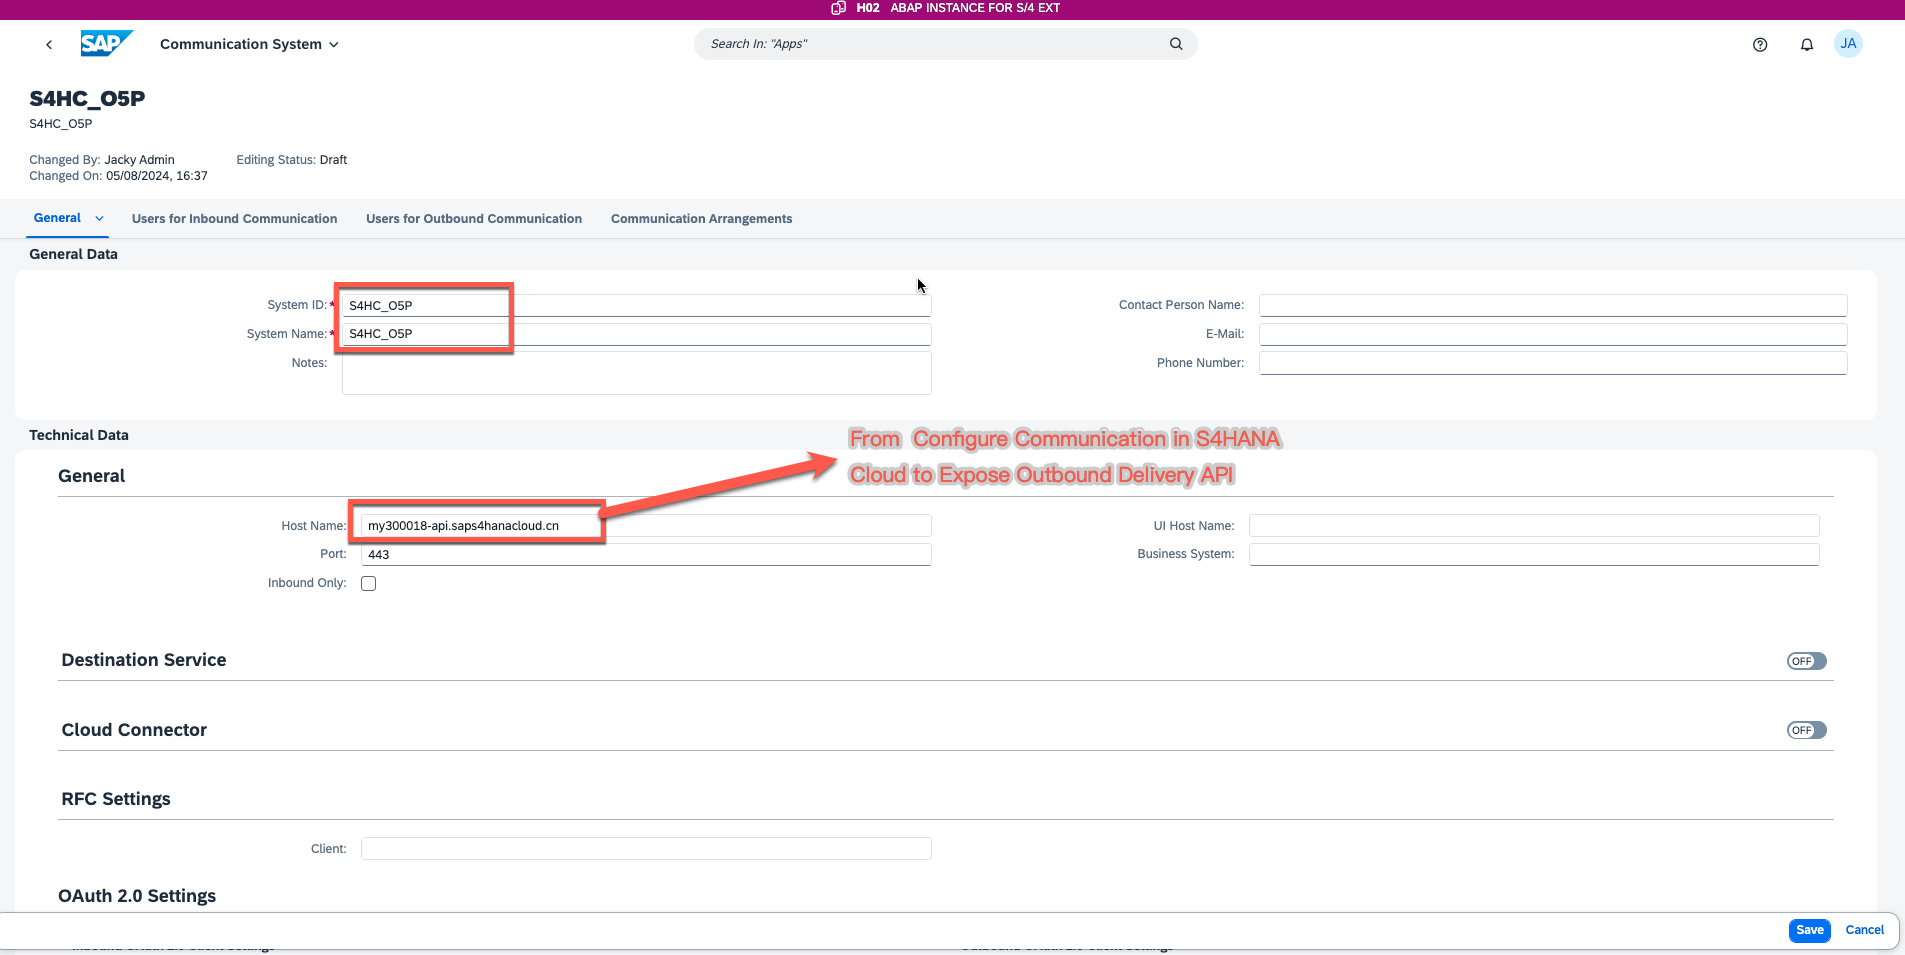 H02 ABAP INSTANCE FOR S/4 EXT
SAP Communication System
Search In: "Apps"
JA
S4HC_O5P
S4HC_O5P
Changed By: Jacky Admin Editing Status: Draft
Changed On: 05/08/2024, 16:37
General Users for Inbound Communication Users for Outbound Communication Communication Arrangements
General Data
System ID:* S4HC_O5P Contact Person Name:
System Name:* S4HC_O5P E-Mail:
Notes: Phone Number:
Technical Data
From Configure Communication in S4HANA
Cloud to Expose Outbound Delivery API
General
Host Name: my300018-api.saps4hanacloud.cn UI Host Name:
Port: 443 Business System:
Inbound Only:
Destination Service OFF
Cloud Connector OFF
RFC Settings
Client:
OAuth 2.0 Settings
Save Cancel